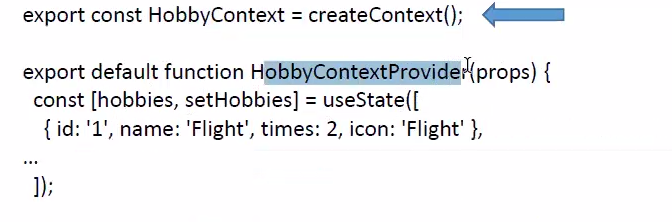 export const HobbyContext = createContext();
export default function HobbyContextProvider(props) {
const [hobbies, setHobbies] = useState([
{ id: '1', name: 'Flight', times: 2, icon: 'Flight' },
...
]);